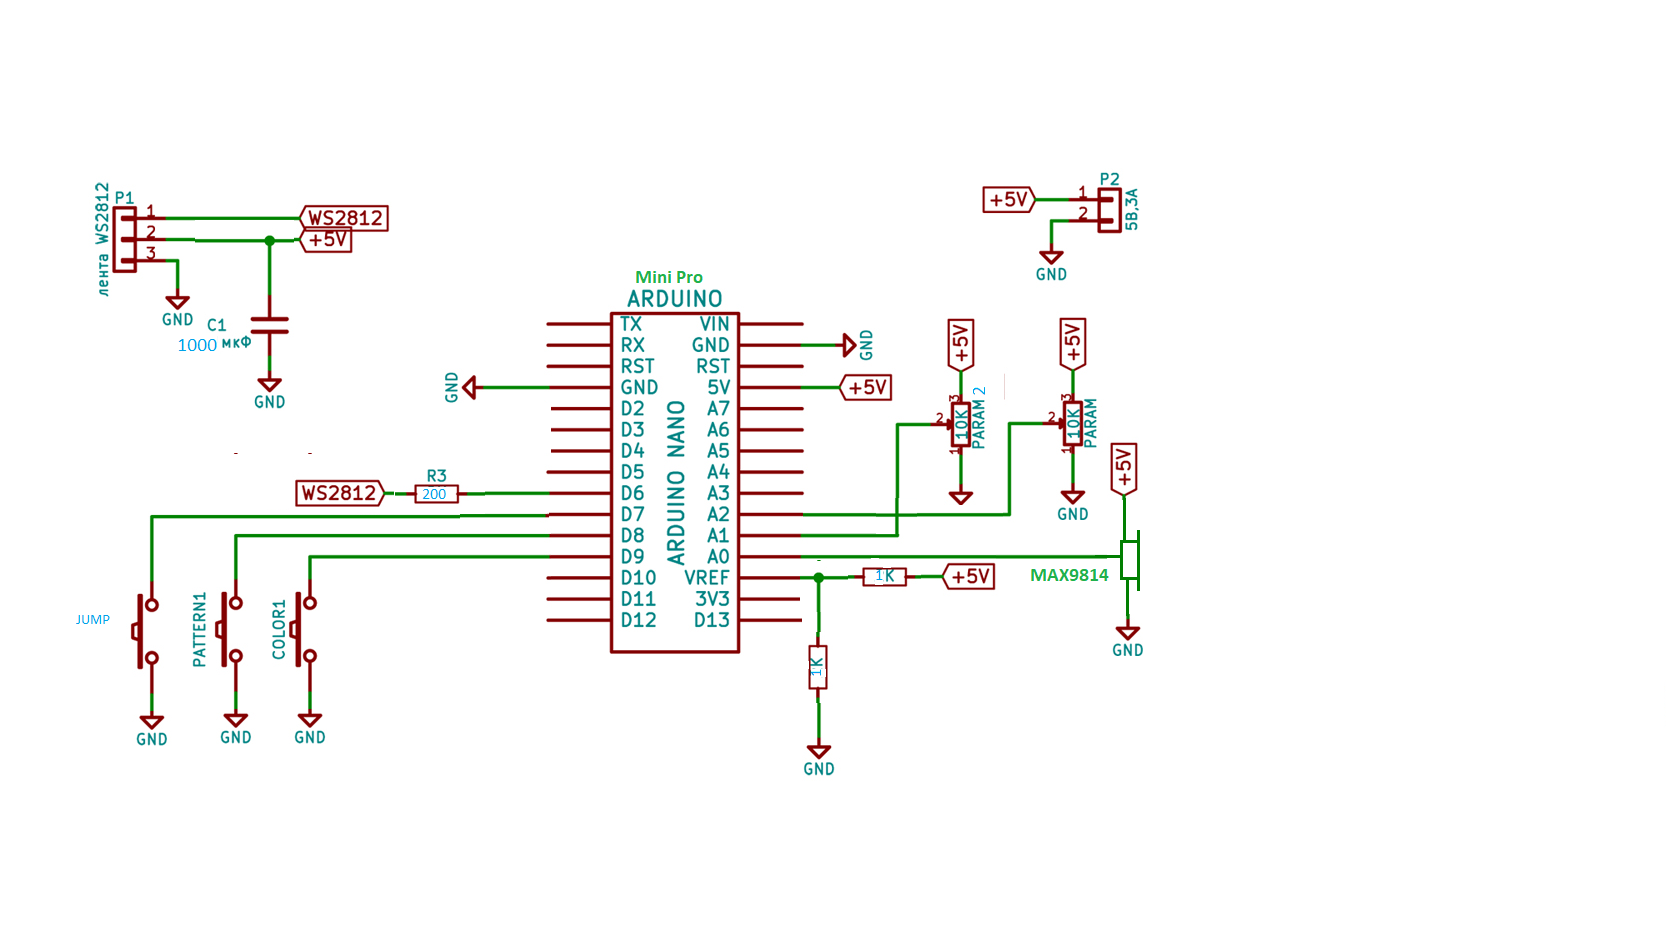 лента WS2812
P1
1
2
3
WS2812
+5V
GND
C1
1000 мкФ
GND
Mini Pro
ARDUINO
ARDUINO NANO
TX
RX
RST
GND
D2
D3
D4
D5
D6
D7
D8
D9
D10
D11
D12
VIN
GND
RST
5V
A7
A6
A5
A4
A3
A2
A1
A0
VREF
3V3
D13
GND
GND
+5V
WS2812
R3
200
JUMP
PATTERN1
COLOR1
GND
GND
GND
+5V
P2
1
2
5В,3А
GND
+5V
3
2
10K
1
PARAM 2
+5V
3
2
10K
1
PARAM
GND
+5V
MAX9814
GND
1K
+5V
1K
GND